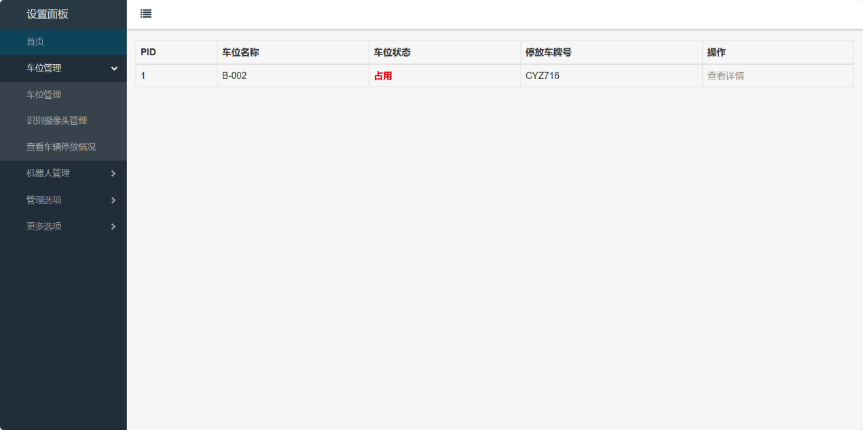 设置面板
首页
车位管理
车位管理
识别摄像头管理
查看车辆停放情况
机器人管理
管理选项
更多选项
PID 车位名称 车位状态 停放车牌号 操作
1 B-002 占用 CYZ716 查看详情